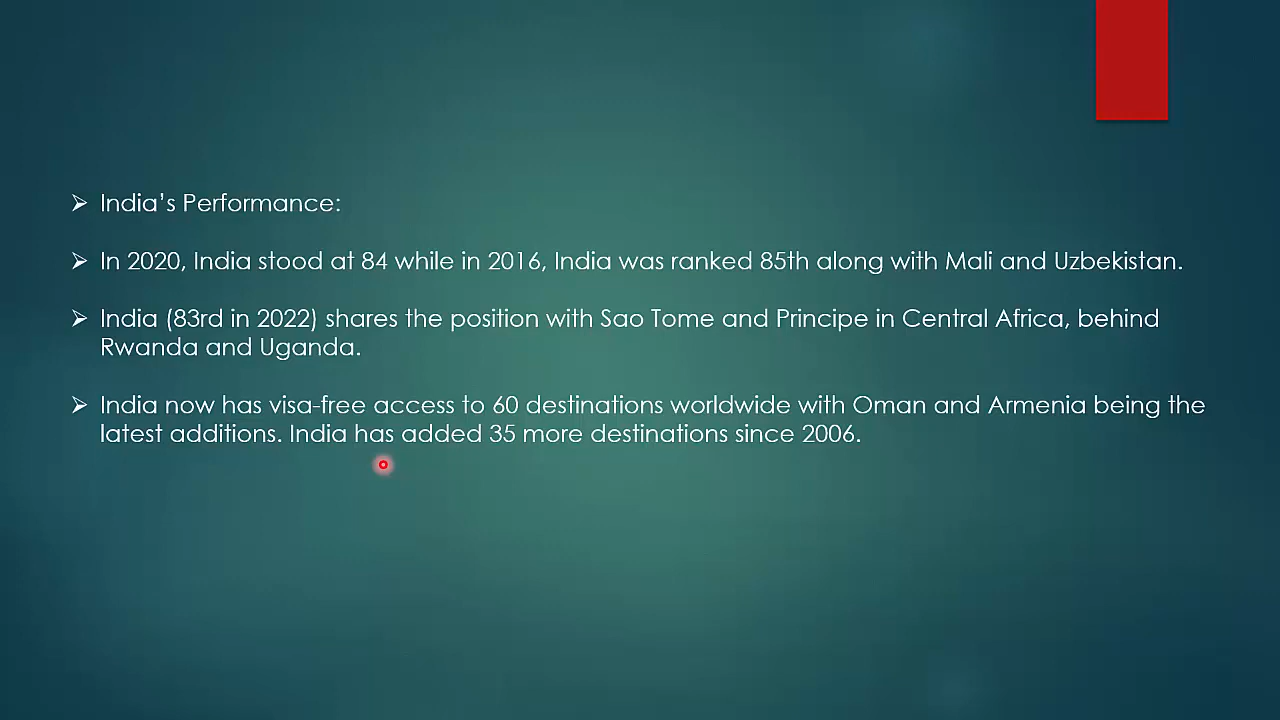 India's Performance:
In 2020, India stood at 84 while in 2016, India was ranked 85th along with Mali and Uzbekistan.
India (83rd in 2022) shares the position with Sao Tome and Principe in Central Africa, behind
Rwanda and Uganda.
India now has visa-free access to 60 destinations worldwide with Oman and Armenia being the
latest additions. India has added 35 more destinations since 2006.